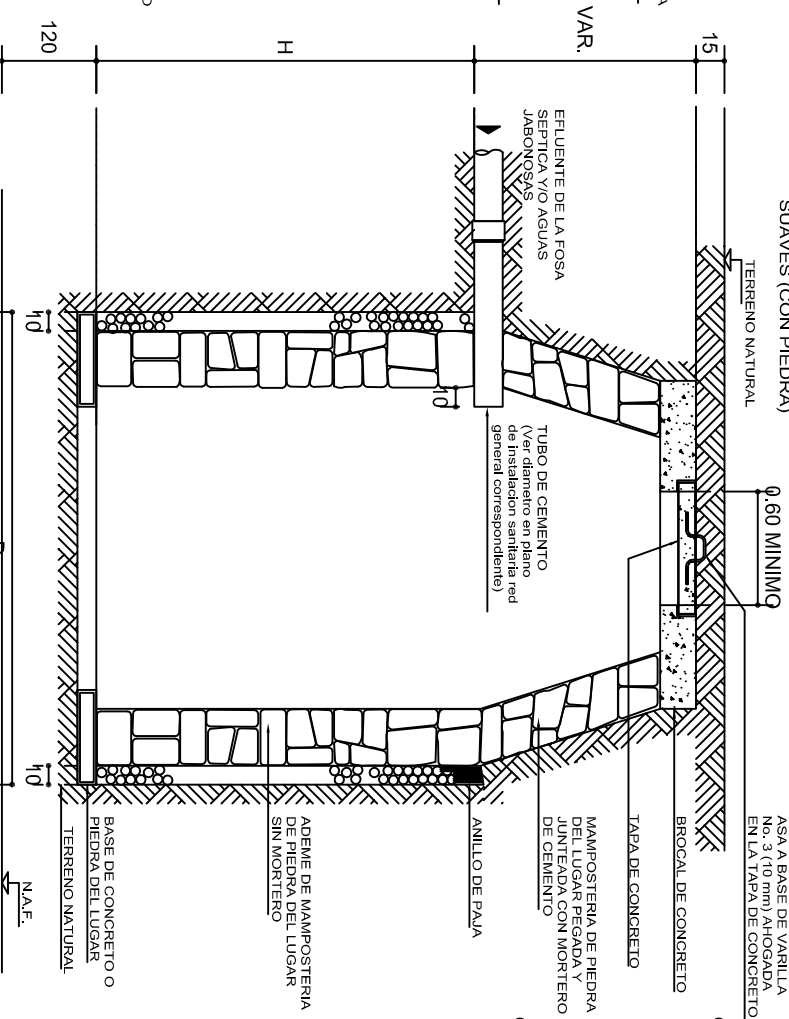 SUAVES (CON PIEDRA)
TERRENO NATURAL
0.60 MINIMO
ASA A BASE DE VARILLA
No. 3 (10 mm) AHOGADA
EN LA TAPA DE CONCRETO
15
VAR.
H
120
BROCAL DE CONCRETO
TAPA DE CONCRETO
EFLUENTE DE LA FOSA
SEPTICA Y/O AGUAS
JABONOSAS
TUBO DE CEMENTO
(Ver diametro en plano
de instalacion sanitaria red
general correspondiente)
MAMPOSTERIA DE PIEDRA
DEL LUGAR PEGADA Y
JUNTEADA CON MORTERO
DE CEMENTO
10
ANILLO DE PAJA
ADEME DE MAMPOSTERIA
DE PIEDRA DEL LUGAR
SIN MORTERO
BASE DE CONCRETO O
PIEDRA DEL LUGAR
TERRENO NATURAL
10
10
N.A.F.